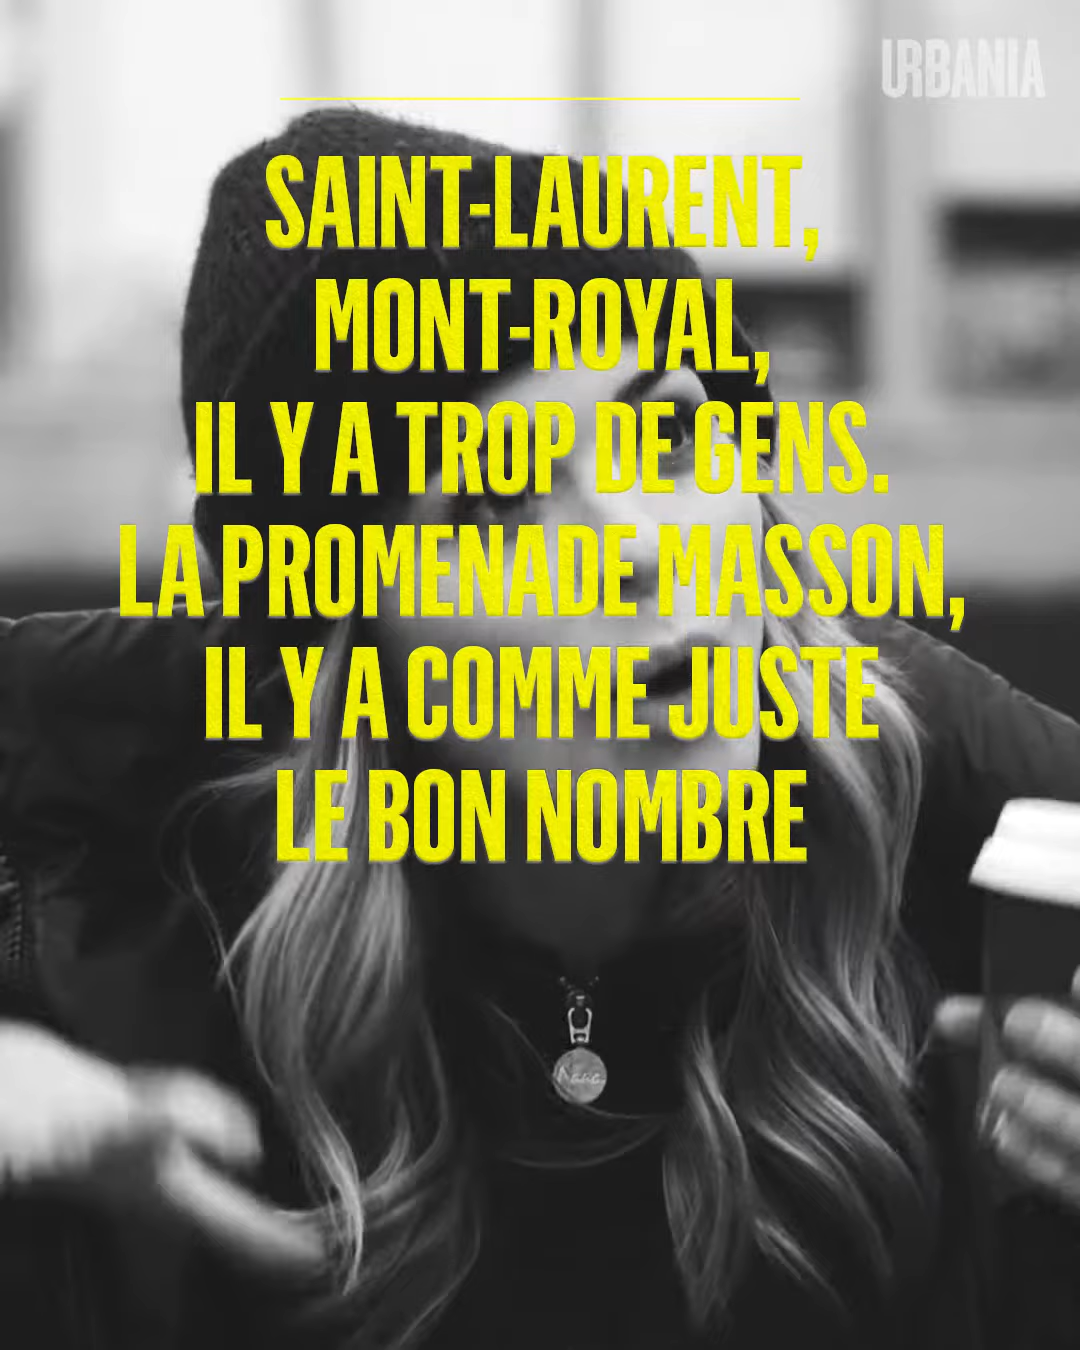 URBANIA
SAINT-LAURENT,
MONT-ROYAL,
IL Y A TROP DE GENS.
LA PROMENADE MASSON,
IL Y A COMME JUSTE
LE BON NOMBRE